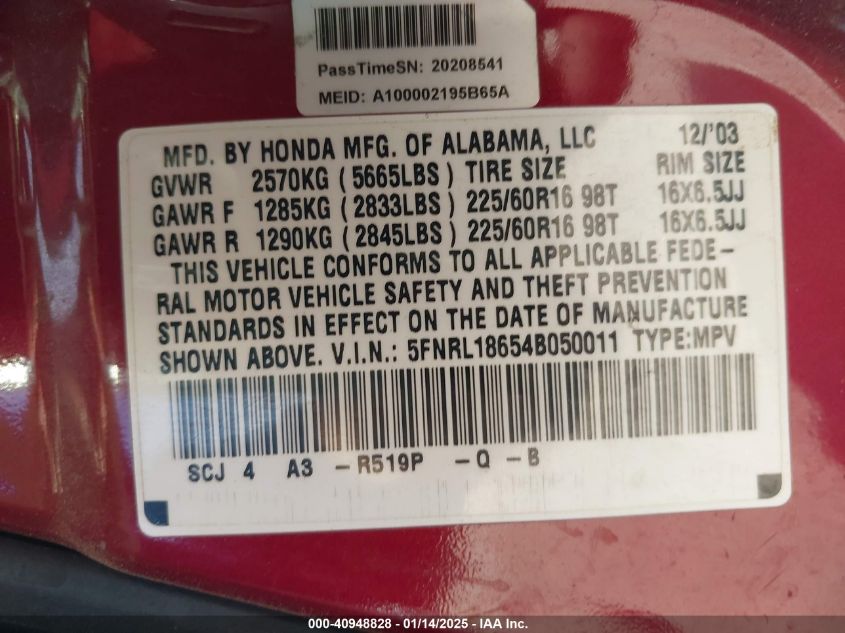 PassTimeSN: 20208541
MEID: A100002195B65A
MFD. BY HONDA MFG. OF ALABAMA, LLC 12/'03
GVWR 2570KG (5665LBS) TIRE SIZE RIM SIZE
GAWR F 1285KG (2833LBS) 225/60R16 98T 16X6.5JJ
GAWR R 1290KG (2845LBS) 225/60R16 98T 16X6.5JJ
THIS VEHICLE CONFORMS TO ALL APPLICABLE FEDE-
RAL MOTOR VEHICLE SAFETY AND THEFT PREVENTION
STANDARDS IN EFFECT ON THE DATE OF MANUFACTURE
SHOWN ABOVE. V.I.N.: 5FNRL18654B050011 TYPE:MPV
SCJ 4 A3 -R519P -Q -B
000-40948828 - 01/14/2025 - IAA Inc.